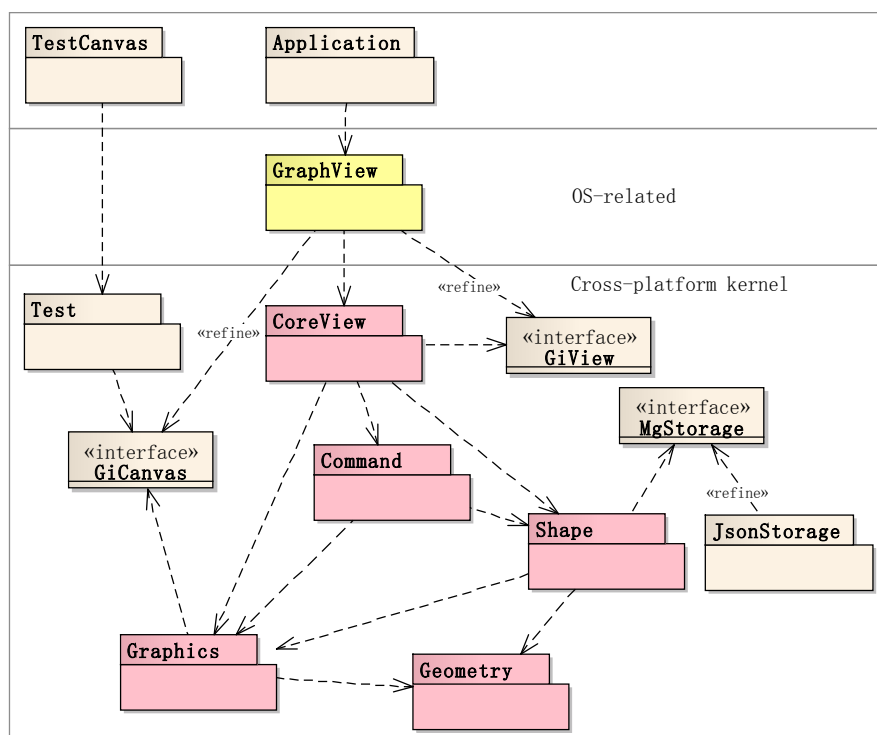 TestCanvas
Application
GraphView
OS-related
Cross-platform kernel
«refine»
Test
CoreView
«refine»
«interface»
GiView
«interface»
MgStorage
«interface»
GiCanvas
Command
«refine»
Shape
JsonStorage
Graphics
Geometry